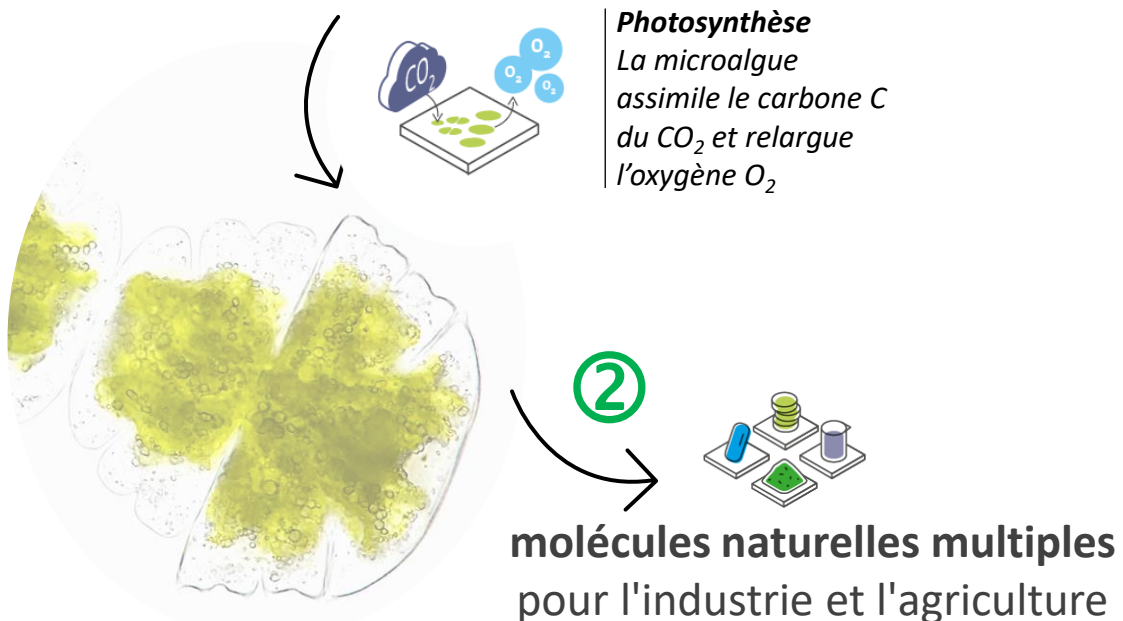 CO₂
O₂
O₂
O₂
Photosynthèse
La microalgue
assimile le carbone C
du CO₂ et relargue
l'oxygène O₂
②
molécules naturelles multiples
pour l'industrie et l'agriculture